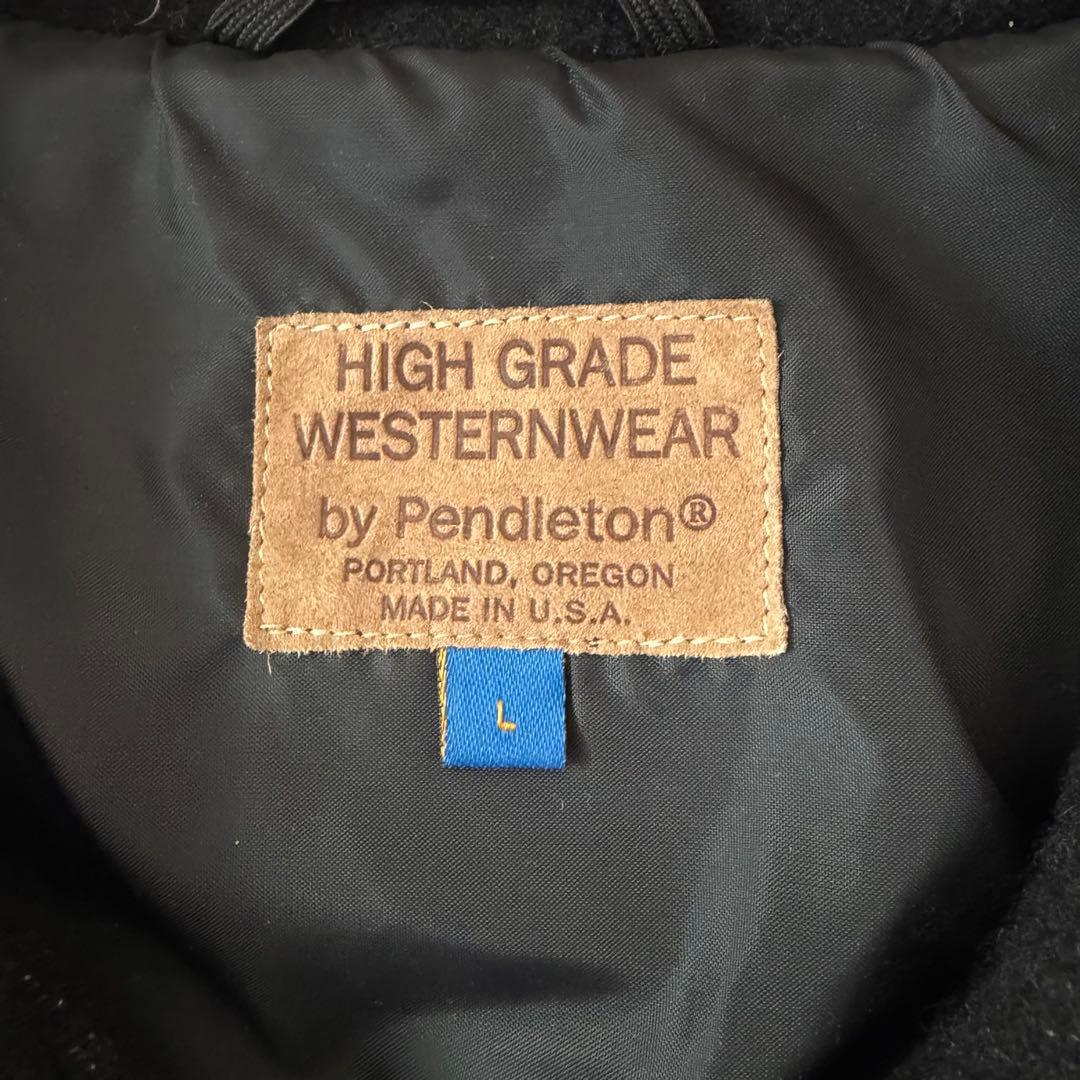 HIGH GRADE
WESTERNWEAR
by Pendleton®
PORTLAND, OREGON
MADE IN U.S.A.
L